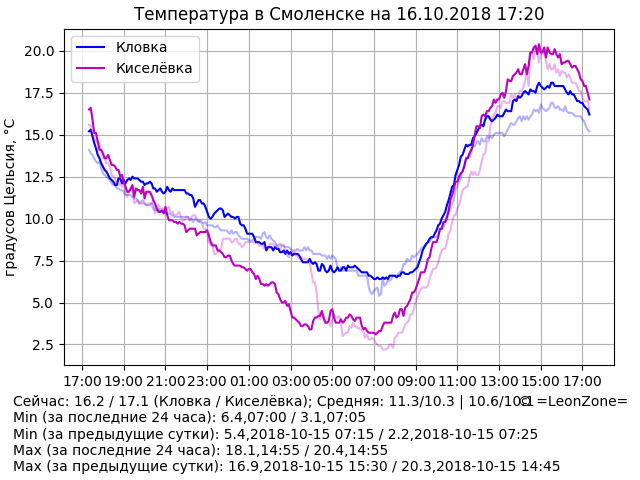 Температура в Смоленске на 16.10.2018 17:20
Кловка
Киселёвка
градусов Цельсия, °C
20.0
17.5
15.0
12.5
10.0
7.5
5.0
2.5
17:00 19:00 21:00 23:00 01:00 03:00 05:00 07:00 09:00 11:00 13:00 15:00 17:00
Сейчас: 16.2 / 17.1 (Кловка / Киселёвка); Средняя: 11.3/10.3 | 10.6/10.1 =LeonZone=
Min (за последние 24 часа): 6.4,07:00 / 3.1,07:05
Min (за предыдущие сутки): 5.4,2018-10-15 07:15 / 2.2,2018-10-15 07:25
Max (за последние 24 часа): 18.1,14:55 / 20.4,14:55
Max (за предыдущие сутки): 16.9,2018-10-15 15:30 / 20.3,2018-10-15 14:45